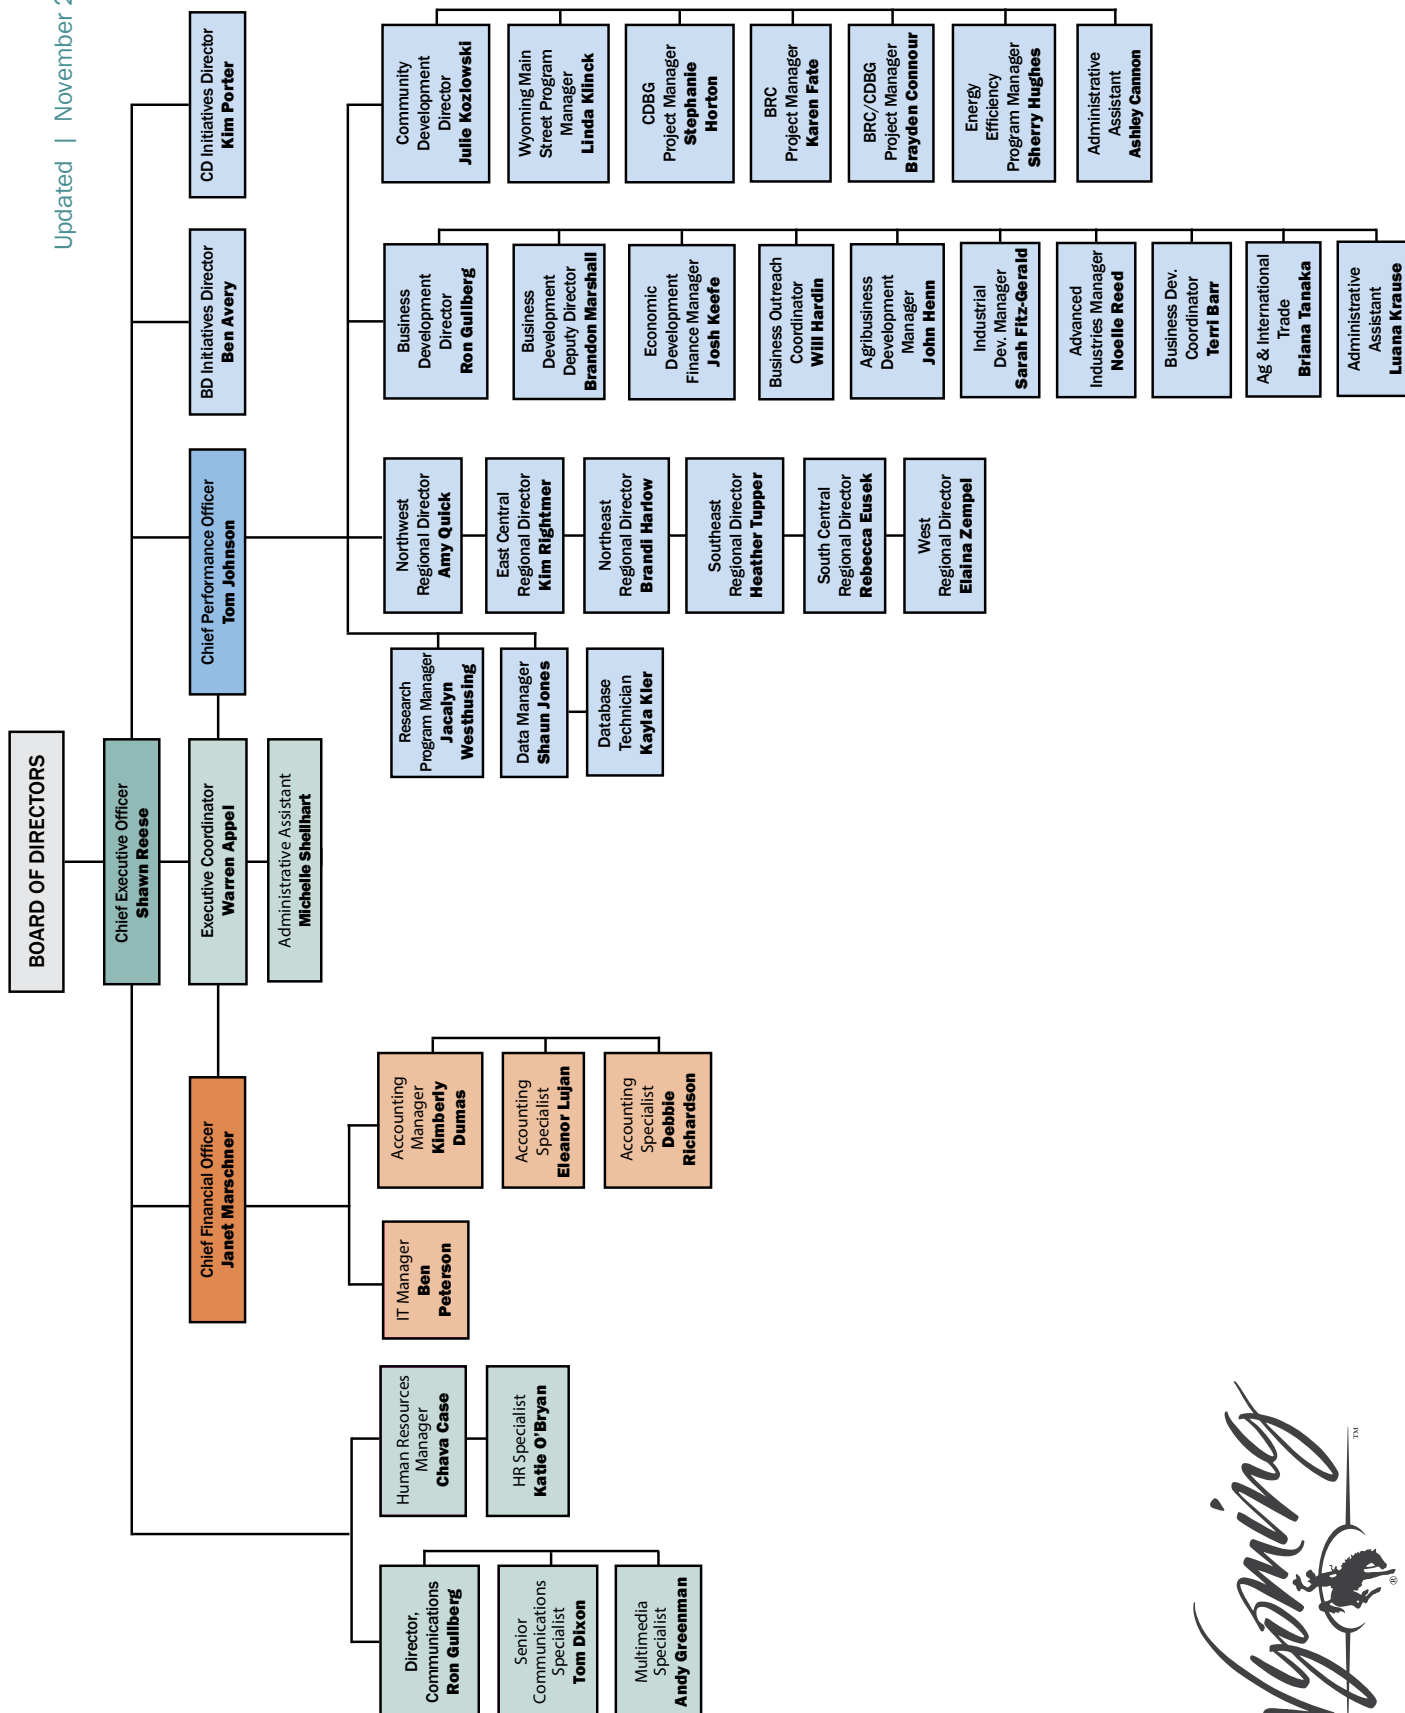 Updated | November
BOARD OF DIRECTORS
Chief Executive Officer
Shawn Reese
Executive Coordinator
Warren Appel
Administrative Assistant
Michelle Shellhart
Chief Financial Officer
Janet Marschner
Chief Performance Officer
Tom Johnson
BD Initiatives Director
Ben Avery
CD Initiatives Director
Kim Porter
Director,
Communications
Ron Gullberg
Senior
Communications
Specialist
Tom Dixon
Multimedia
Specialist
Andy Greenman
Human Resources
Manager
Chava Case
HR Specialist
Katie O'Bryan
IT Manager
Ben
Peterson
Accounting
Manager
Kimberly
Dumas
Accounting
Specialist
Eleanor Lujan
Accounting
Specialist
Debbie
Richardson
Research
Program Manager
Jacalyn
Westhusing
Data Manager
Shaun Jones
Database
Technician
Kayla Kler
Northwest
Regional Director
Amy Quick
East Central
Regional Director
Kim Rightmer
Northeast
Regional Director
Brandi Harlow
Southeast
Regional Director
Heather Tupper
South Central
Regional Director
Rebecca Eusek
West
Regional Director
Elaina Zempel
Business
Development
Director
Ron Gullberg
Business
Development
Deputy Director
Brandon Marshall
Economic
Development
Finance Manager
Josh Keefe
Business Outreach
Coordinator
Will Hardin
Agribusiness
Development
Manager
John Henn
Industrial
Dev. Manager
Sarah Fitz-Gerald
Advanced
Industries Manager
Noelle Reed
Business Dev.
Coordinator
Terri Barr
Ag & International
Trade
Briana Tanaka
Administrative
Assistant
Luana Krause
Community
Development
Director
Julie Kozlowski
Wyoming Main
Street Program
Manager
Linda Klinck
CDBG
Project Manager
Stephanie
Horton
BRC
Project Manager
Karen Fate
BRC/CDBG
Project Manager
Brayden Connour
Energy
Efficiency
Program Manager
Sherry Hughes
Administrative
Assistant
Ashley Cannon
TM
®